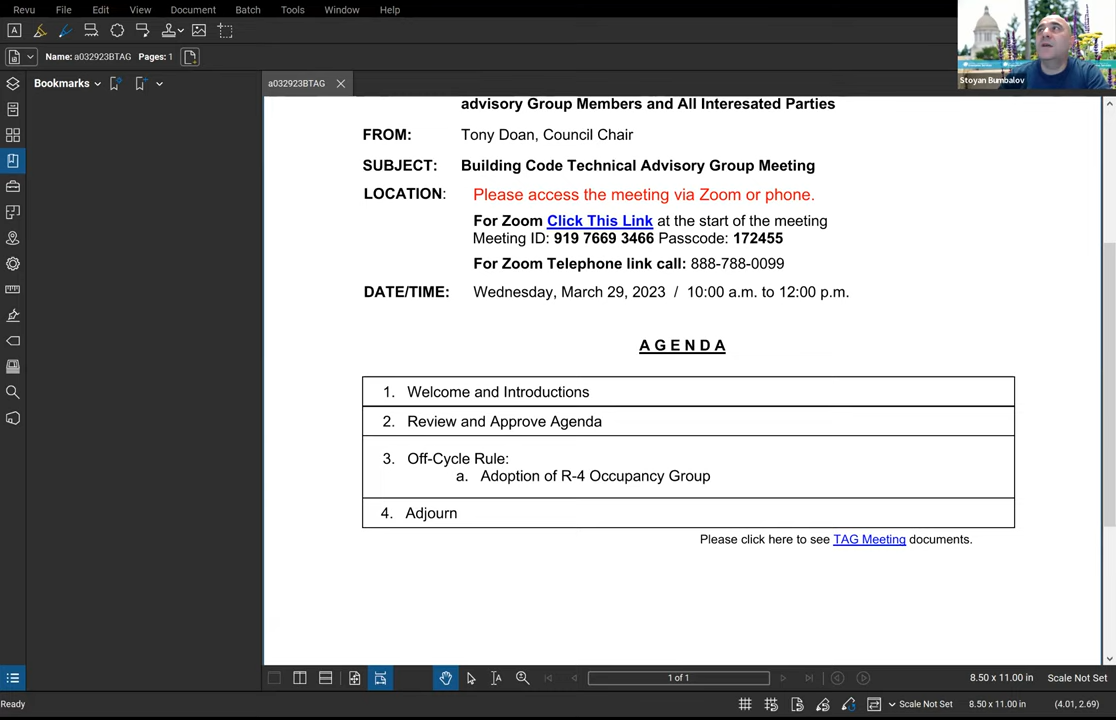 Revu File Edit View Document Batch Tools Window Help
Name: a032923BTAG Pages: 1
Stoyan Bumbalov
Bookmarks
a032923BTAG
advisory Group Members and All Interesated Parties
FROM: Tony Doan, Council Chair
SUBJECT: Building Code Technical Advisory Group Meeting
LOCATION: Please access the meeting via Zoom or phone.
For Zoom Click This Link at the start of the meeting
Meeting ID: 919 7669 3466 Passcode: 172455
For Zoom Telephone link call: 888-788-0099
DATE/TIME: Wednesday, March 29, 2023 / 10:00 a.m. to 12:00 p.m.
A G E N D A
1. Welcome and Introductions
2. Review and Approve Agenda
3. Off-Cycle Rule:
a. Adoption of R-4 Occupancy Group
4. Adjourn
Please click here to see TAG Meeting documents.
1 of 1
8.50 x 11.00 in Scale Not Set
Ready
Scale Not Set 8.50 x 11.00 in (4.01, 2.69)